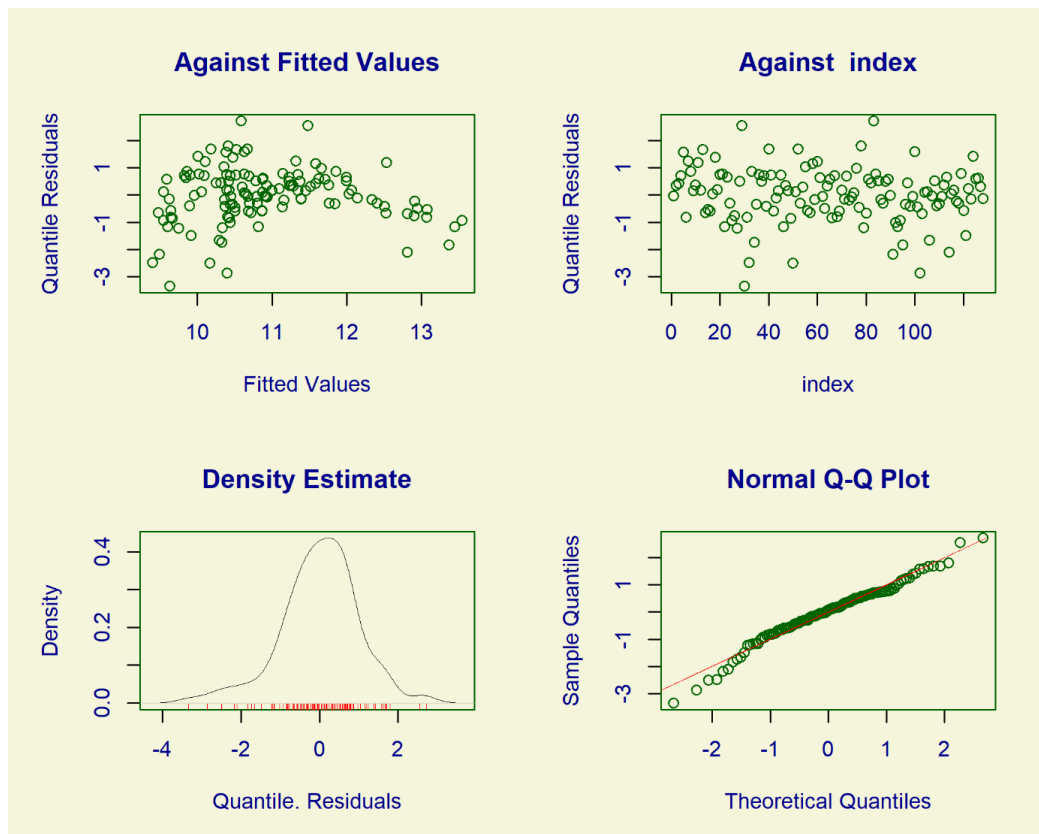 Against Fitted Values
Quantile Residuals
-3 -1 1
10 11 12 13
Fitted Values
Against  index
Quantile Residuals
-3 -1 1
0 20 40 60 80 100
index
Density Estimate
Density
0.0 0.2 0.4
-4 -2 0 2
Quantile. Residuals
Normal Q-Q Plot
Sample Quantiles
-3 -1 1
-2 -1 0 1 2
Theoretical Quantiles